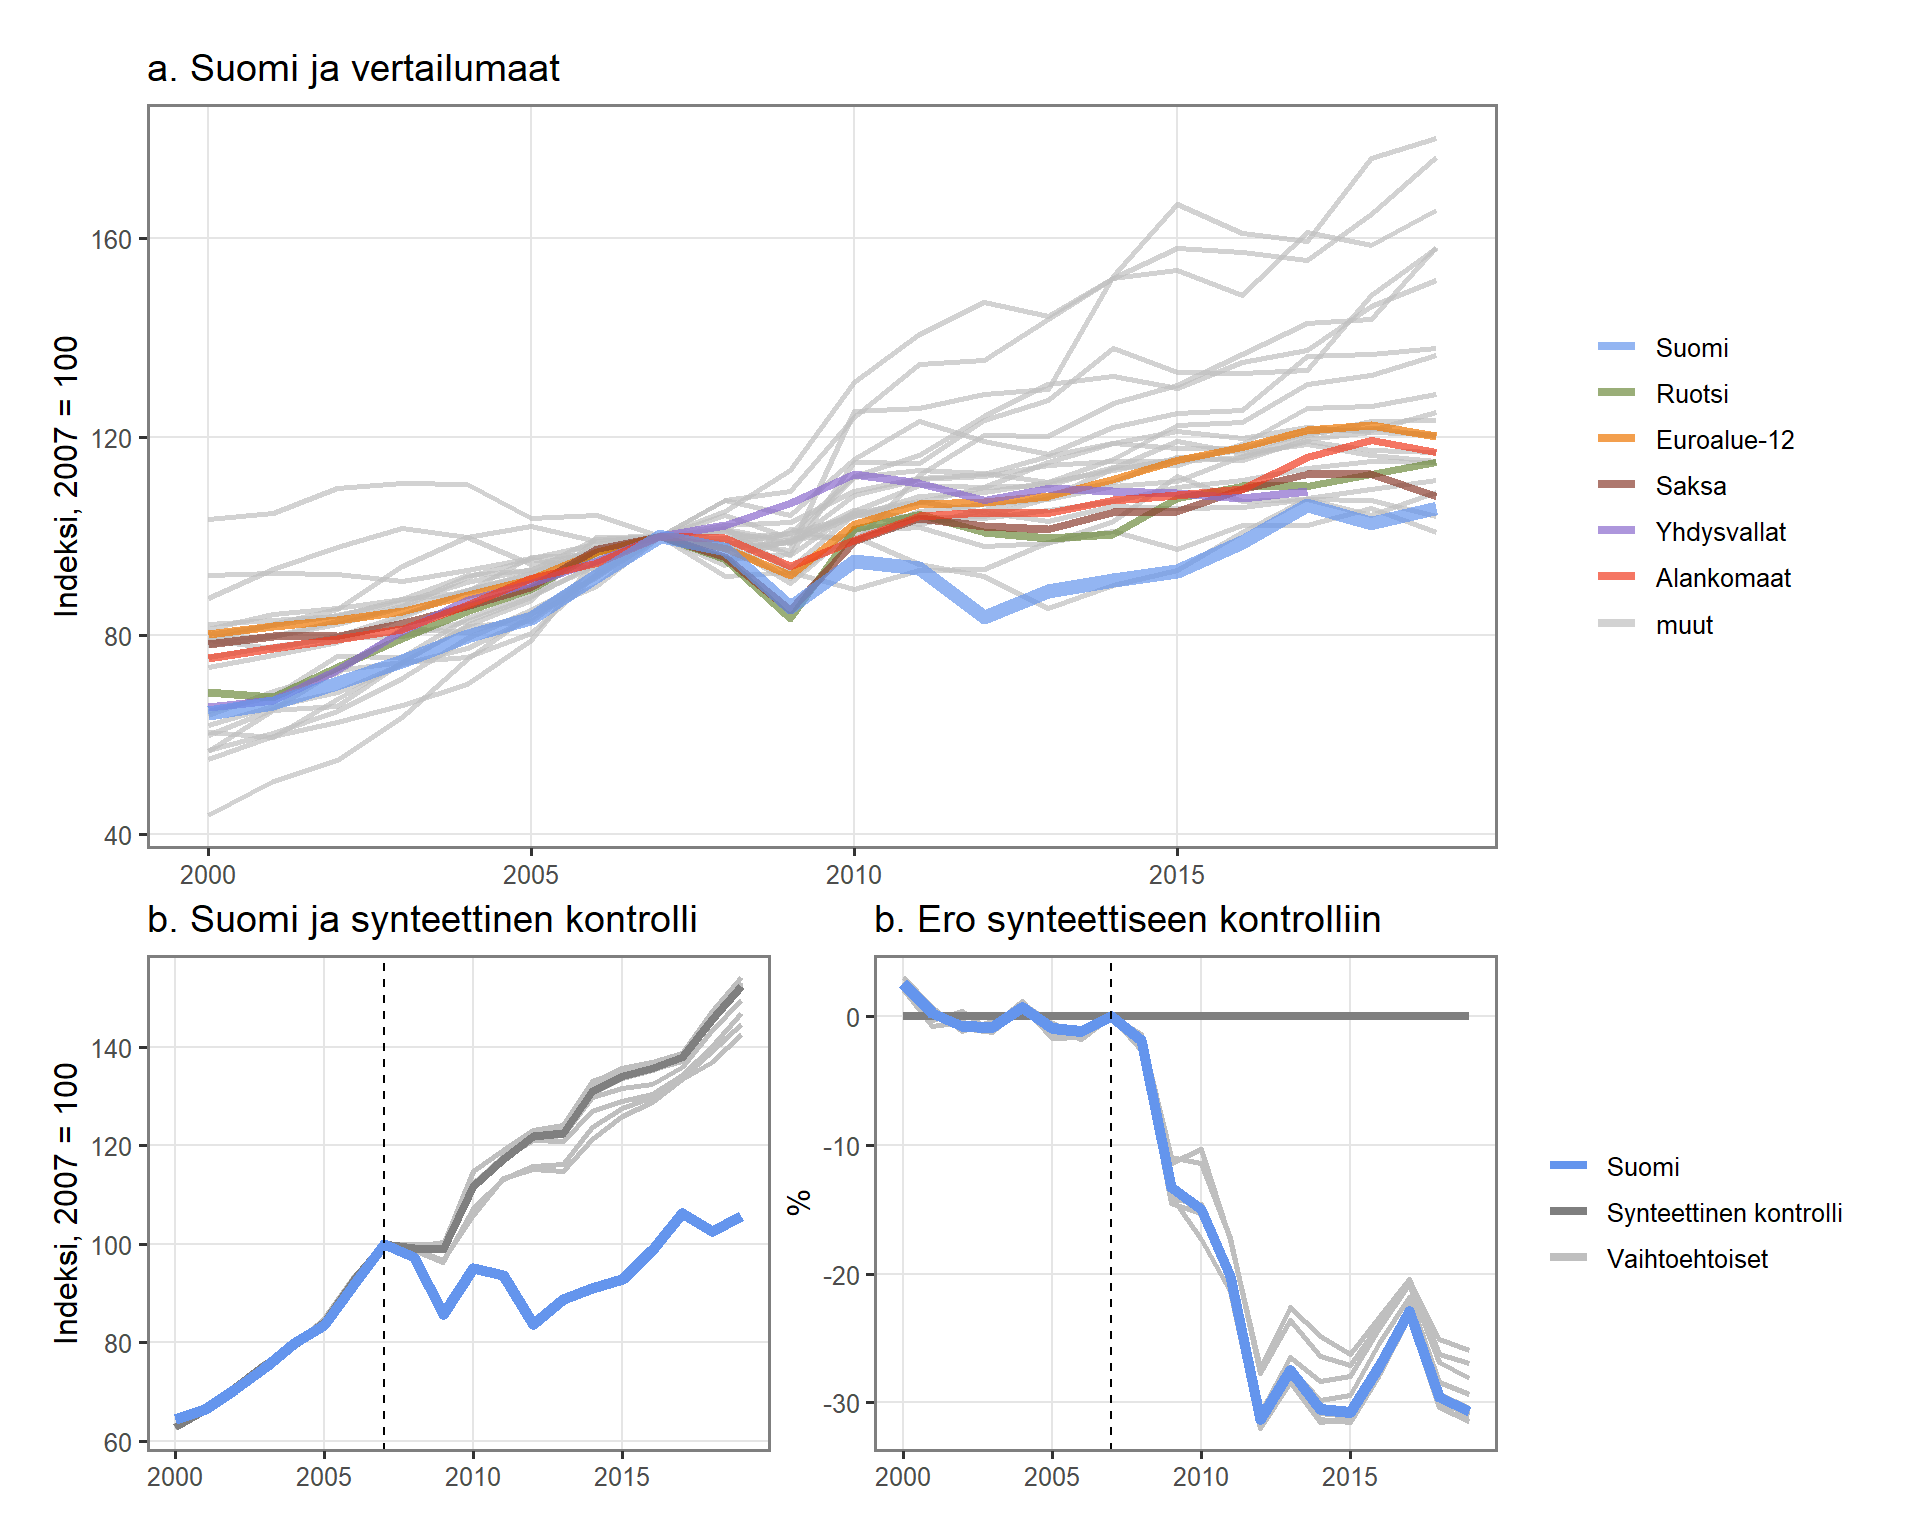 a. Suomi ja vertailumaat
Indeksi, 2007 = 100
160
120
80
40
2000 2005 2010 2015
Suomi
Ruotsi
Euroalue-12
Saksa
Yhdysvallat
Alankomaat
muut
b. Suomi ja synteettinen kontrolli
Indeksi, 2007 = 100
140
120
100
80
60
2000 2005 2010 2015
b. Ero synteettiseen kontrolliin
%
0
-10
-20
-30
2000 2005 2010 2015
Suomi
Synteettinen kontrolli
Vaihtoehtoiset